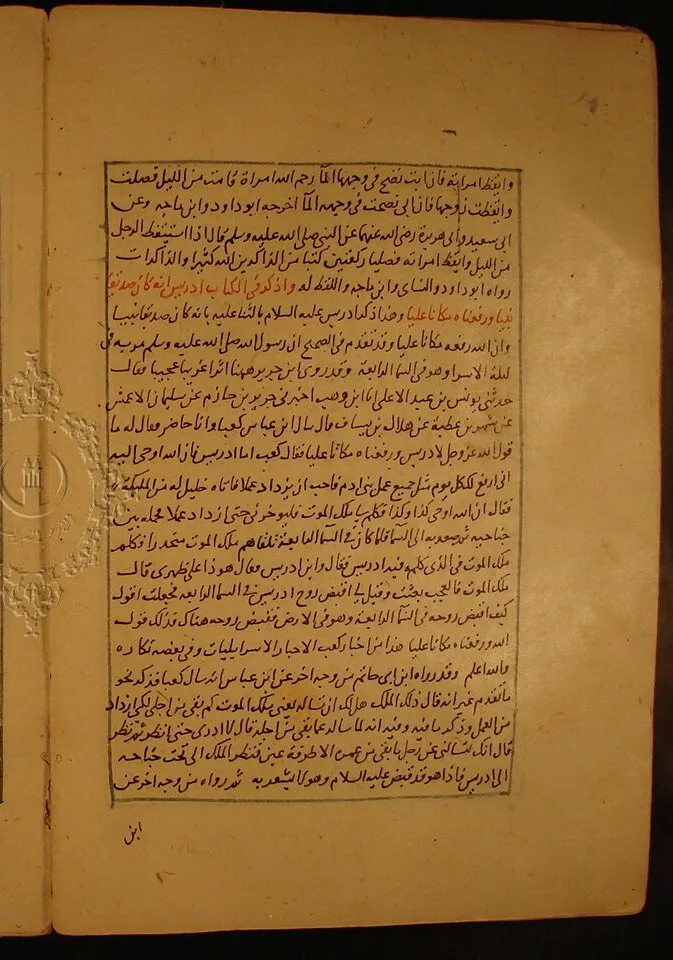 وايقظ امراته فان ابت نضح في وجهها الماء رحم الله امراة قامت من الليل فصلت
وايقظت زوجها فان ابى نضحت في وجهه الماء اخرجه ابو داود وابن ماجه وعن
ابي سعيد وابي هريرة رضي الله عنهما عن النبي صلى الله عليه وسلم قال اذا استيقظ الرجل
من الليل وايقظ امراته فصليا ركعتين كتبا من الذاكرين الله كثيرا والذاكرات
رواه ابو داود والنساى وابن ماجه واللفظ له واذكر في الكتاب ادريس انه كان صديقا
نبيا ورفعناه مكانا عليا وهذا ذكر ادريس عليه السلام بالثنا عليه بانه كان صديقا نبيا
وان الله رفعه مكانا عليا وقد تقدم في الصحيح ان رسول الله صلى الله عليه وسلم مر به في
ليلة الاسرا وهو في السما الرابعة وقد روى ابن جرير ههنا اثرا غريبا عجيبا فقال
حدثني يونس بن عبد الاعلى انا ابن وهب اخبرني جرير بن حازم عن سليمان الاعمش
عن شمر بن عطية عن هلال بن يساف قال سال ابن عباس كعبا وانا حاضر فقال له ما
قول الله عز وجل لادريس ورفعناه مكانا عليا فقال كعب اما ادريس فان الله اوحى اليه
اني ارفع لك كل يوم مثل جميع عمل بني ادم فاحب ان يزداد عملا فاتاه خليل له من المليكة
فقال ان الله اوحى كذا وكذا فكلم لي ملك الموت فليوخرني حتى ازداد عملا فحمله بين
جناحيه ثم صعد به الى السما فلما كان في السما الرابعة تلقاهم ملك الموت منحدرا فكلم
ملك الموت في الذي كلمه فيه ادريس فقال واين ادريس فقال هو ذا على ظهري قال
ملك الموت فالعجب بعثت وقيل لي اقبض روح ادريس في السما الرابعة فجعلت اقول
كيف اقبض روحه في السما الرابعة وهو في الارض فقبض روحه هناك فذلك قول
الله ورفعناه مكانا عليا هذا من اخبار كعب الاحبار الاسرايليات وفي بعضه نكارة
والله اعلم وقد رواه ابن ابي حاتم من وجه اخر عن ابن عباس انه سال كعبا فذكر نحو
ما تقدم غير انه قال لذلك الملك هل لك ان تساله يعني ملك الموت كم بقي من اجلي لكي ازداد
من العمل وذكر باقيه وفيه انه لما ساله عما بقي من اجله قال لا ادري حتى انظر ثم نظر
قال انك لتسالني عن رجل ما بقي من عمره الا طرفة عين فنظر الملك الى تحت جناحه
الى ادريس فاذا هو قد قبض عليه السلام وهو لا يشعر به ثم رواه من وجه اخر عن
ابن